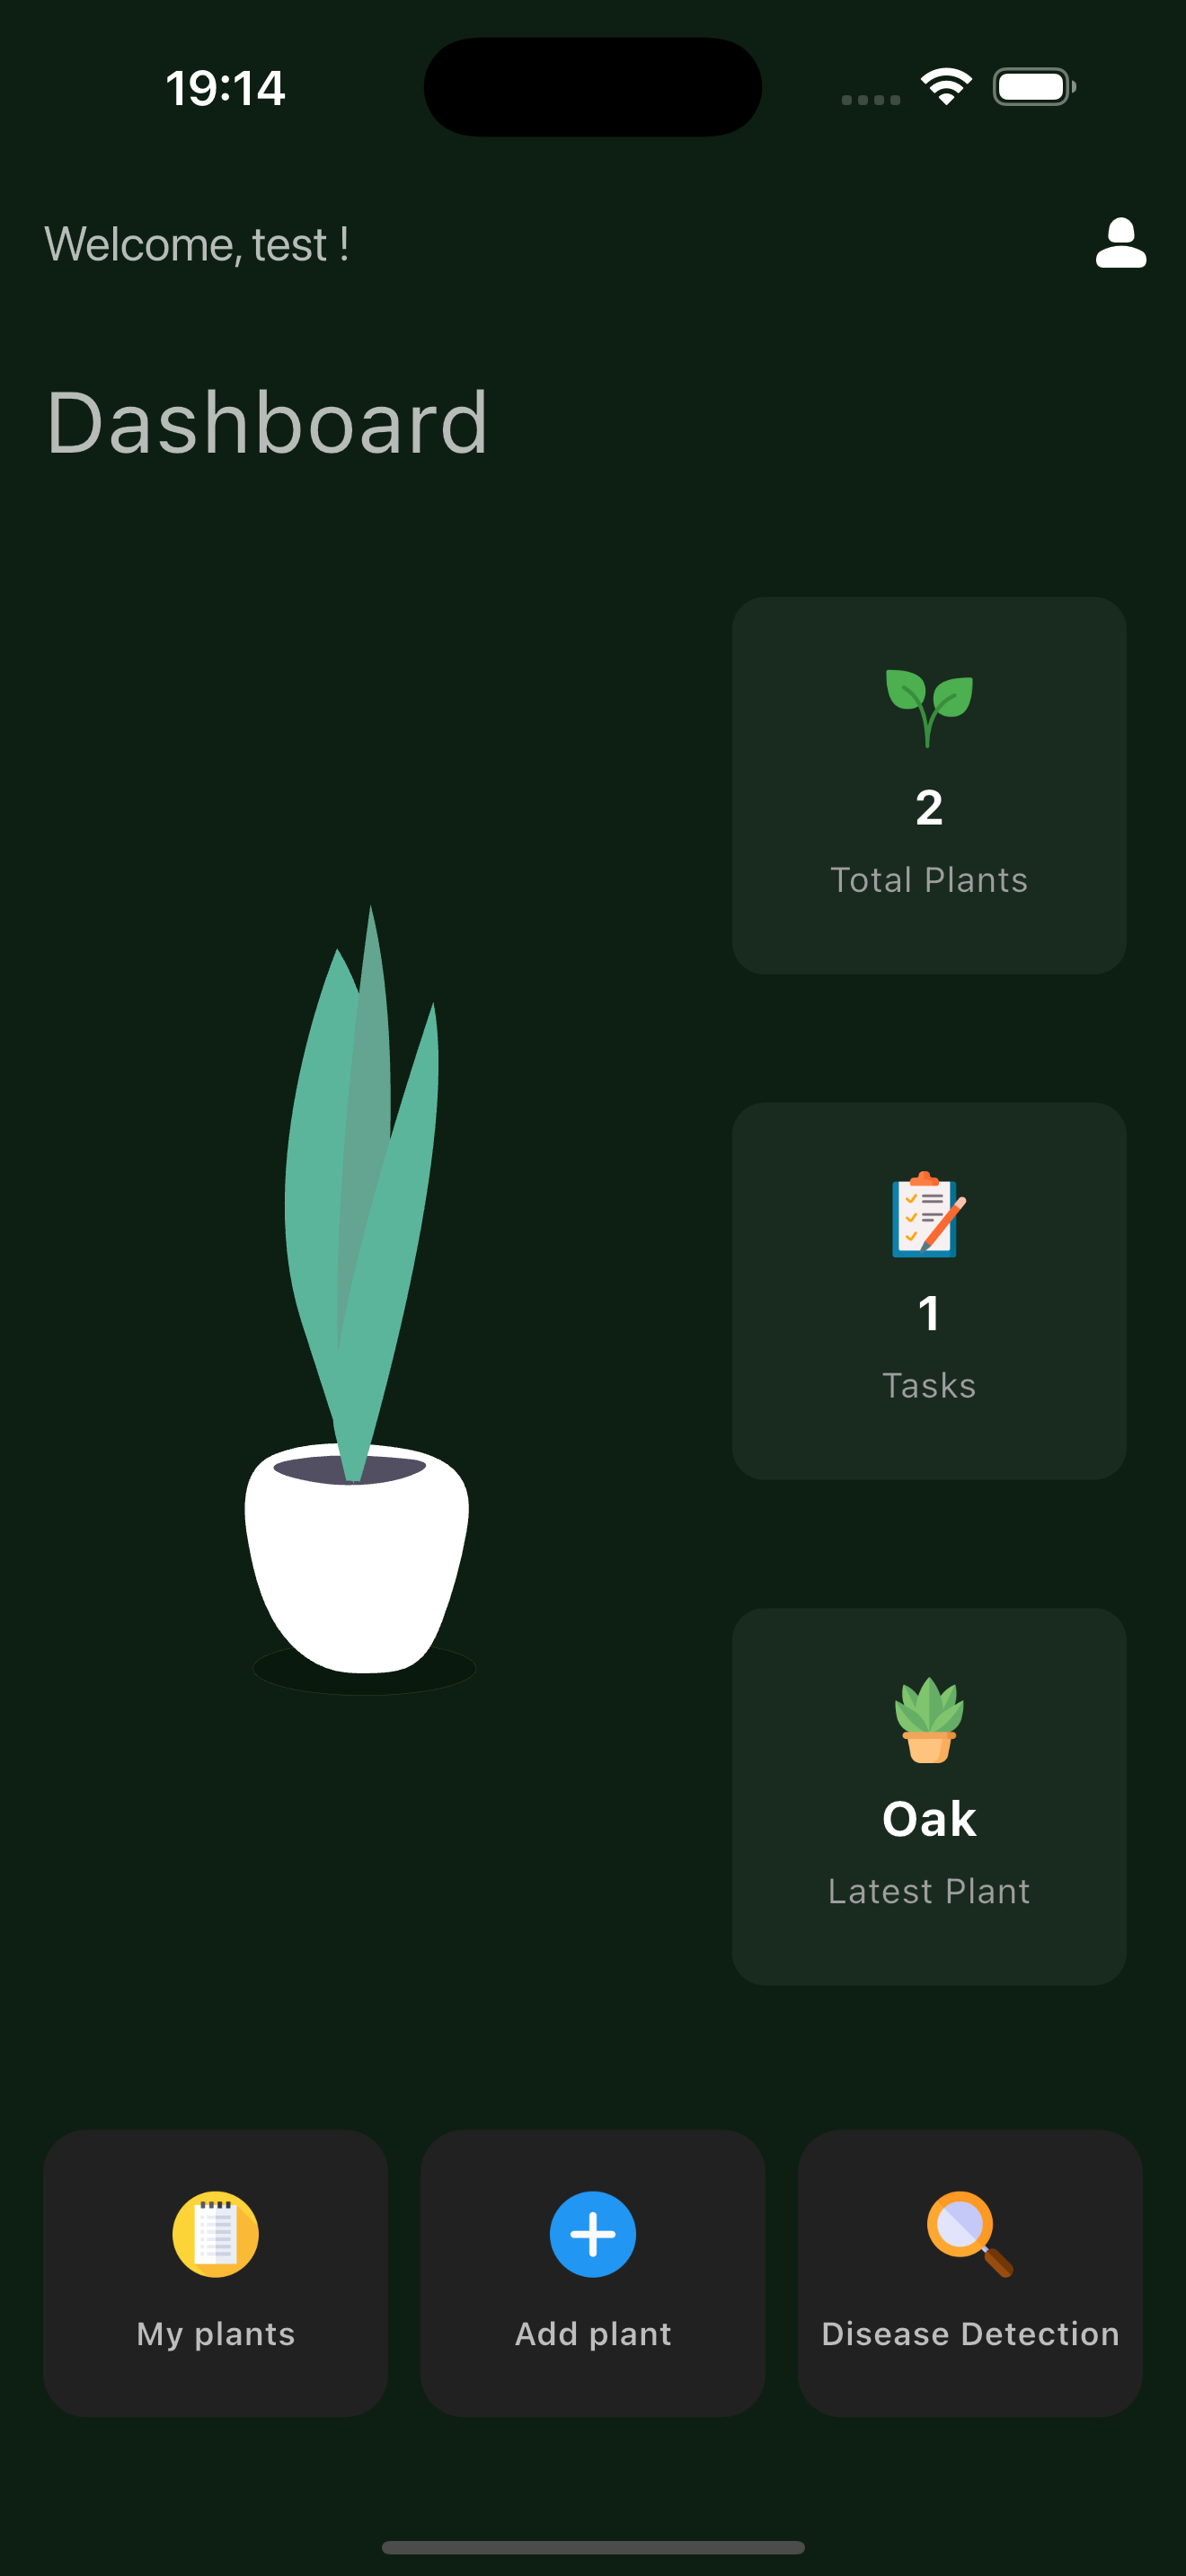 19:14
Welcome, test !
Dashboard
2
Total Plants
1
Tasks
Oak
Latest Plant
My plants
Add plant
Disease Detection